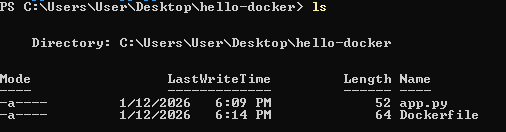 PS C:\Users\User\Desktop\hello-docker> ls
Directory: C:\Users\User\Desktop\hello-docker
Mode LastWriteTime Length Name
---- ------------- ------ ----
-a---- 1/12/2026 6:09 PM 52 app.py
-a---- 1/12/2026 6:14 PM 64 Dockerfile